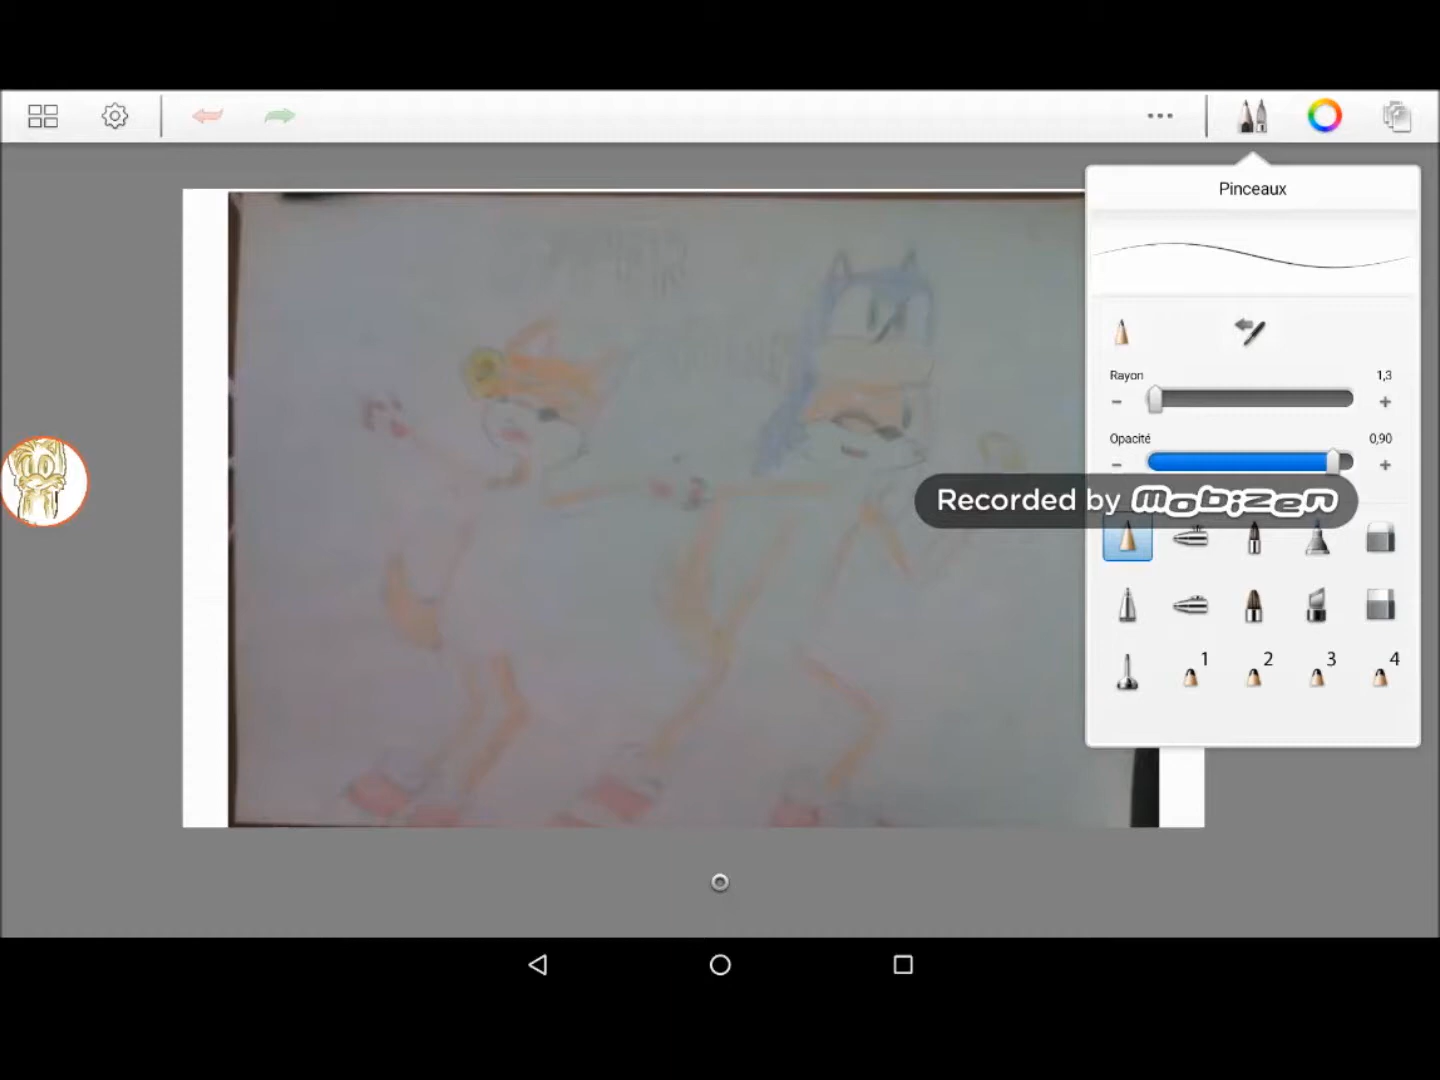 Pinceaux
Rayon 1,3
Opacité 0,90
Recorded by mobizen
1 2 3 4